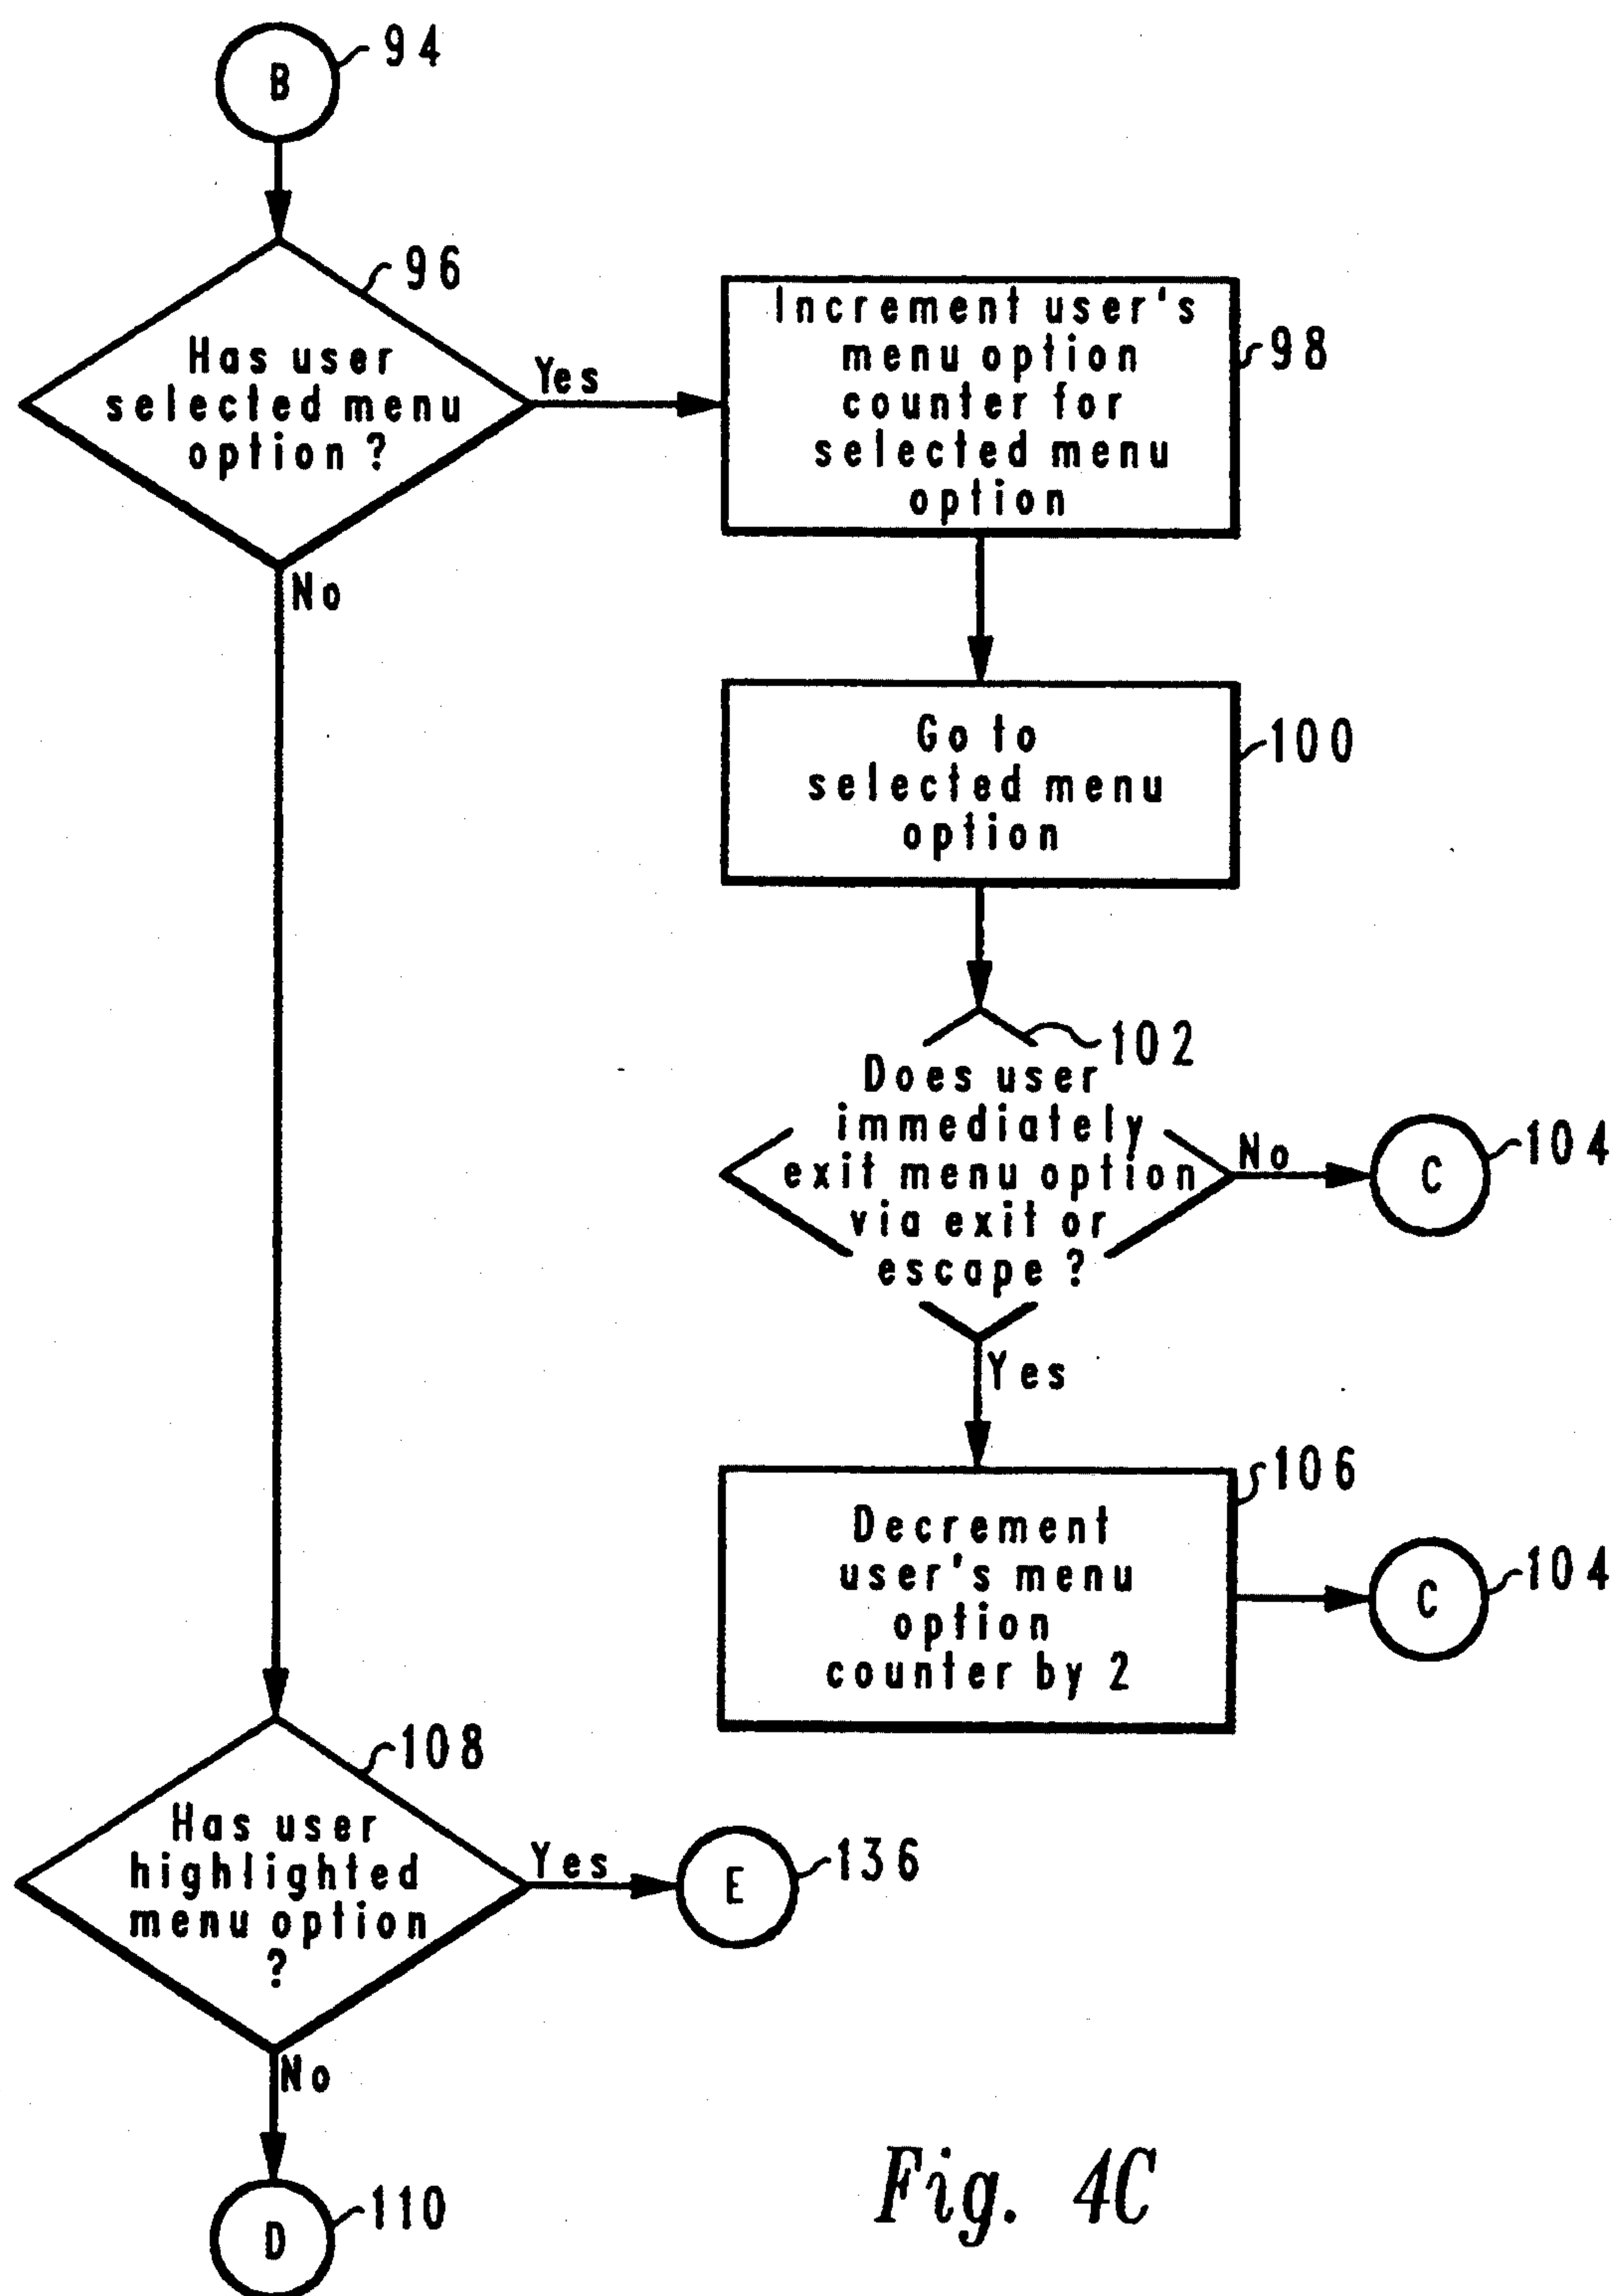 B
94
96
Has user
selected menu
option ?
Yes
No
Increment user's
menu option
counter for
selected menu
option
98
Go to
selected menu
option
100
102
Does user
immediately
exit menu option
via exit or
escape ?
No
C
104
Yes
106
Decrement
user's menu
option
counter by 2
C
104
108
Has user
highlighted
menu option
?
Yes
E
136
No
D
110
Fig. 4C